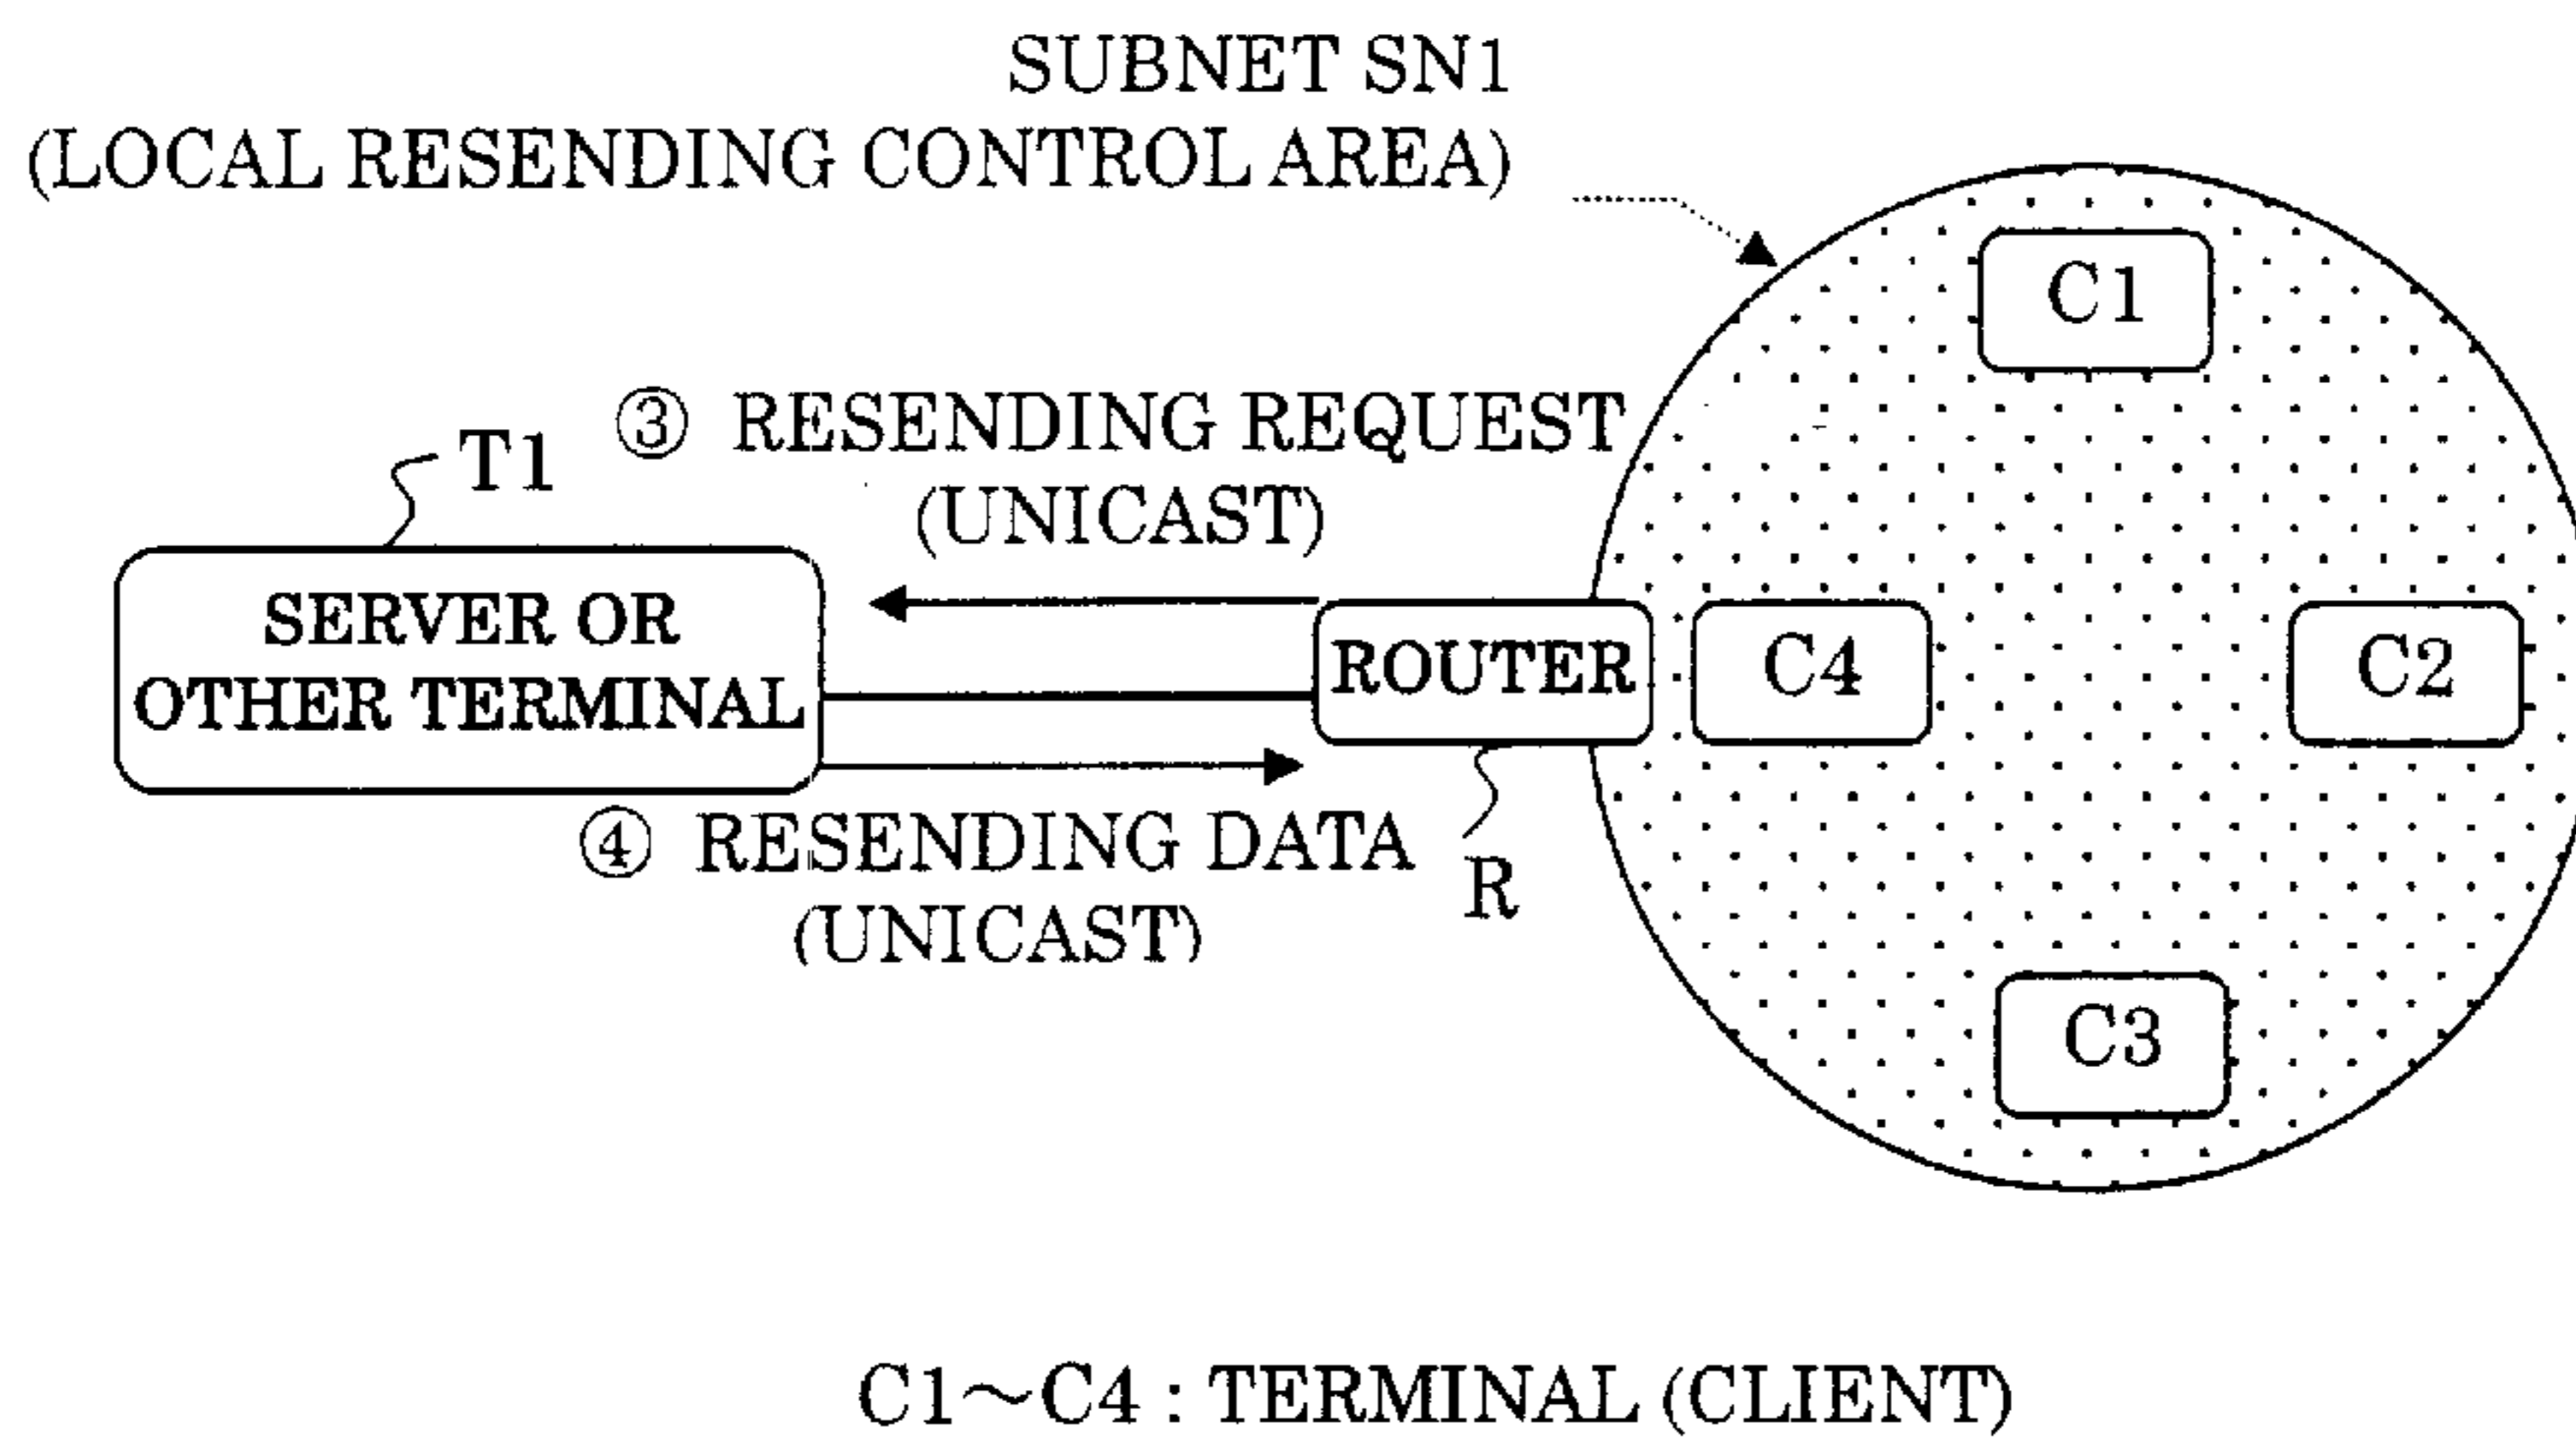 SUBNET SN1
(LOCAL RESENDING CONTROL AREA)
C1
③ RESENDING REQUEST
(UNICAST)
T1
SERVER OR
OTHER TERMINAL
ROUTER
C4
C2
④ RESENDING DATA
(UNICAST)
R
C3
C1~C4 : TERMINAL (CLIENT)